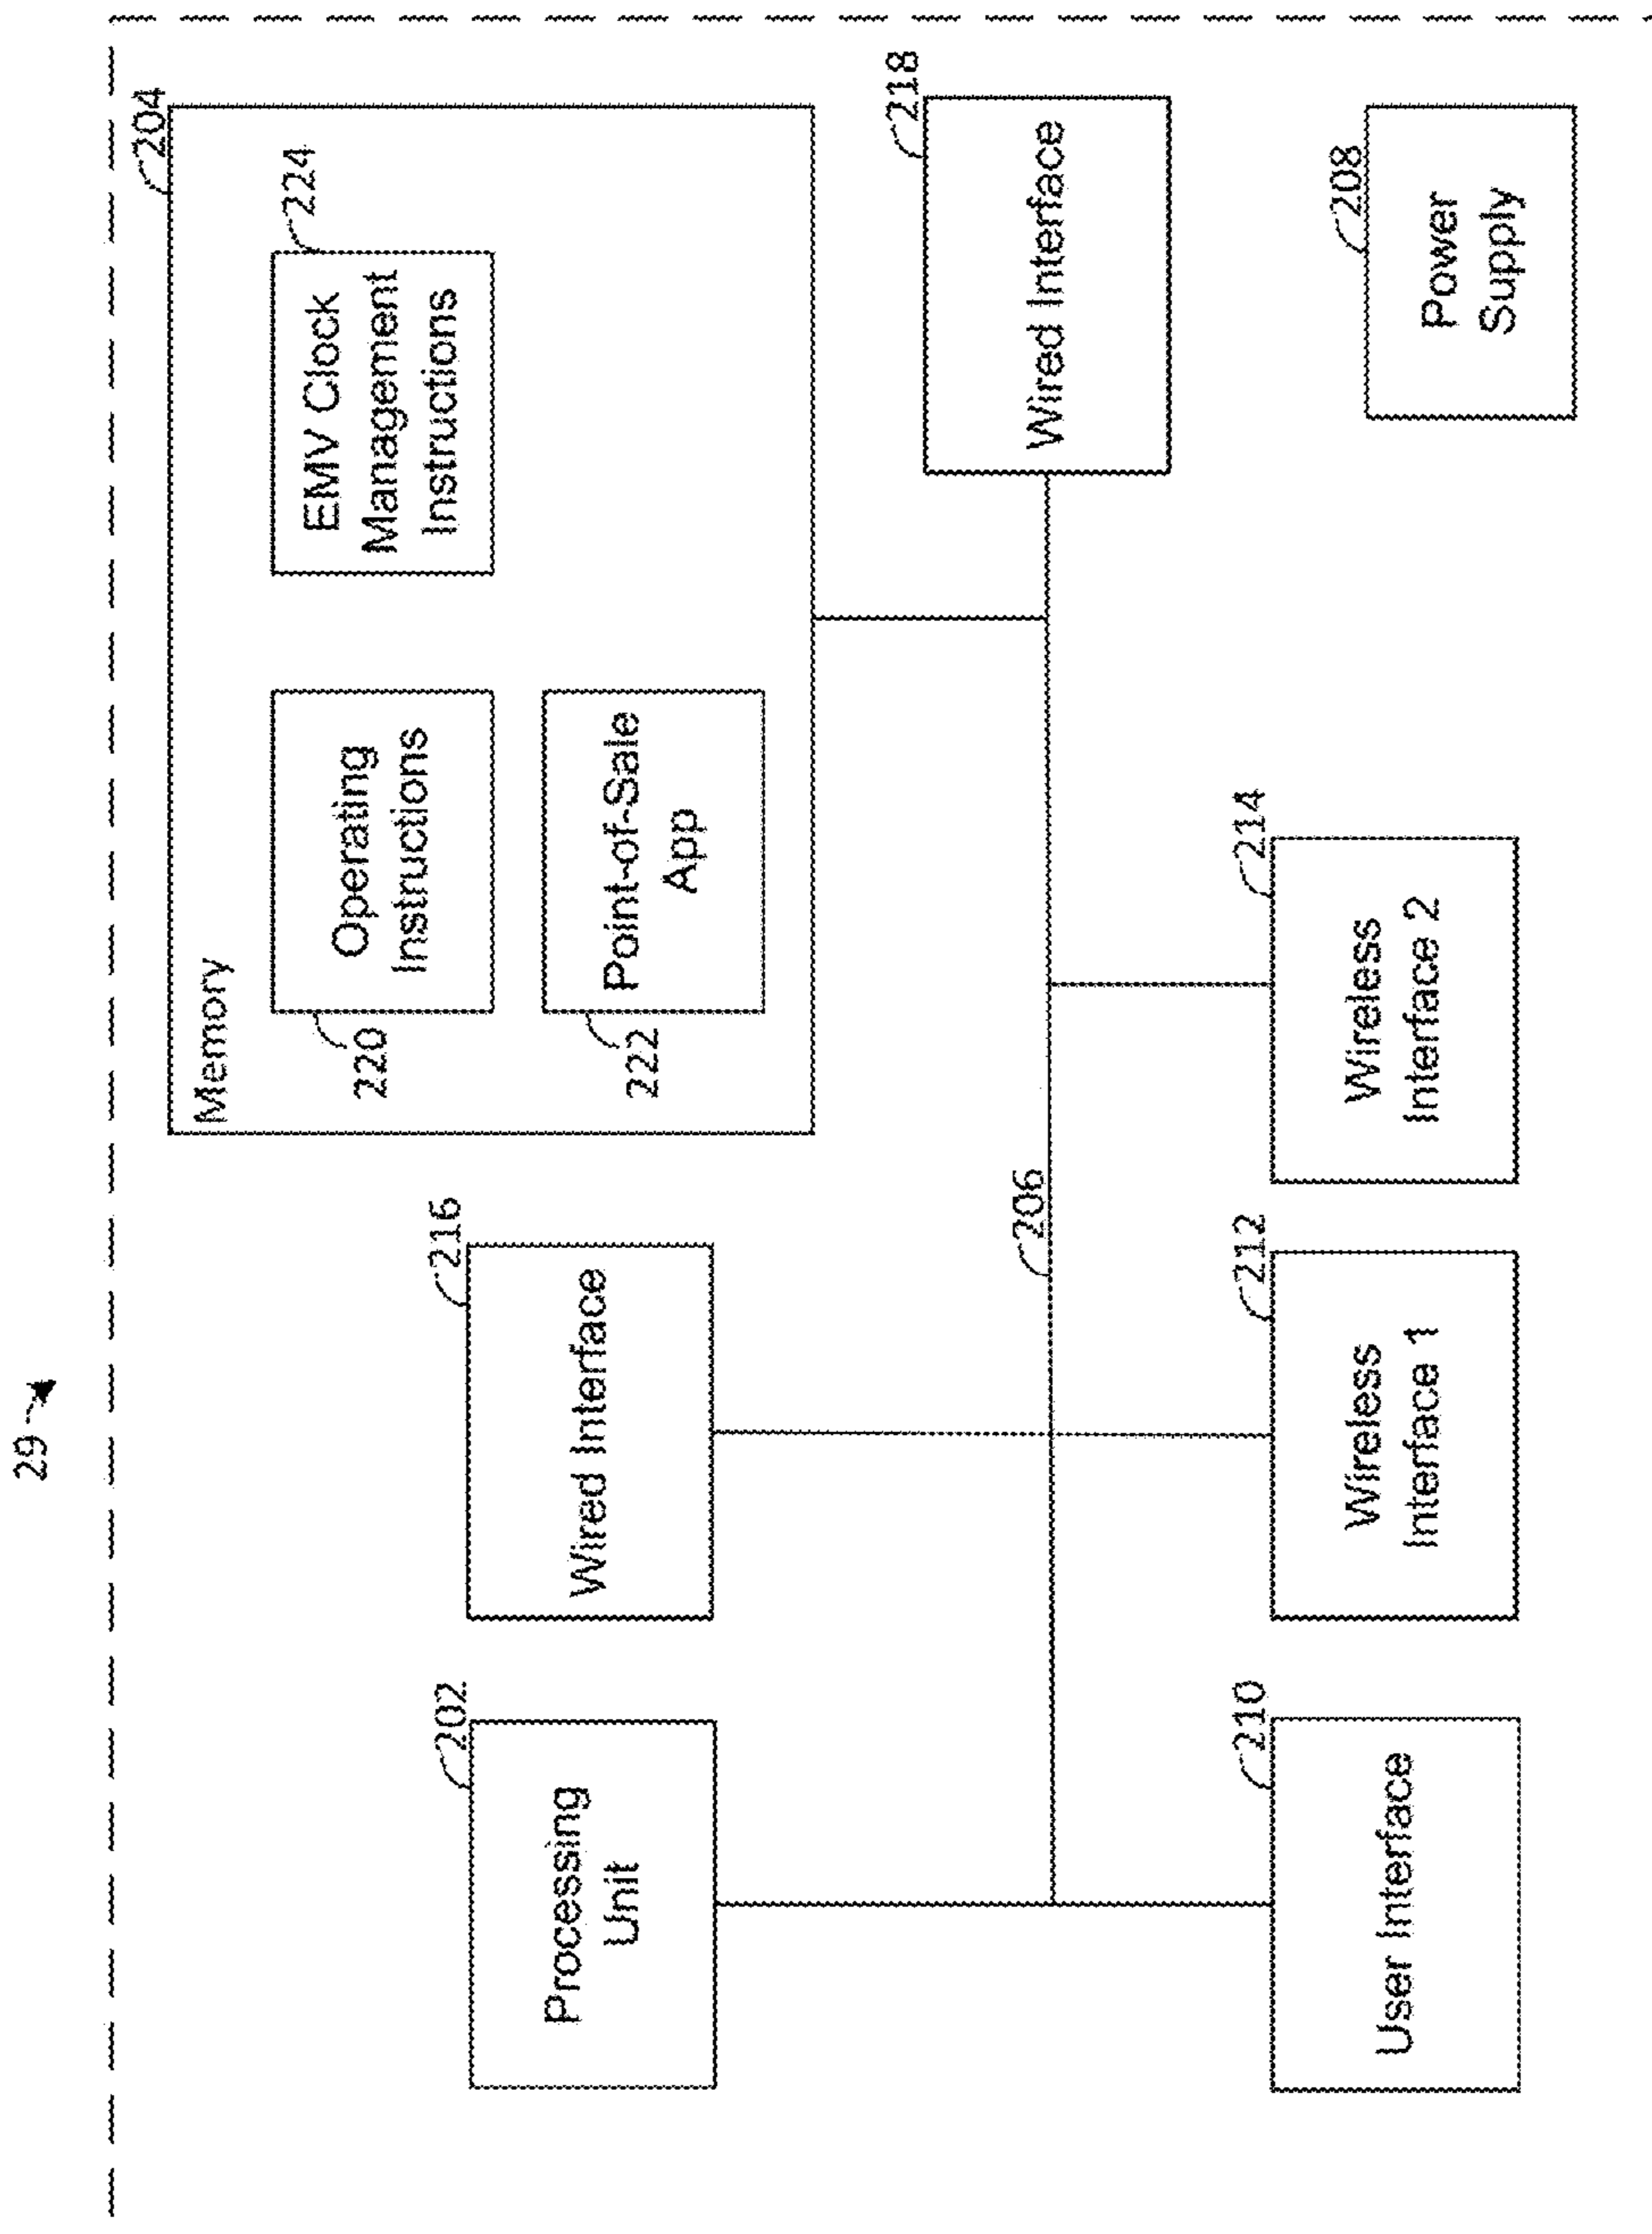 29
204
Memory
220
Operating
Instructions
224
EMV Clock
Management
Instructions
222
Point-of-Sale
App
202
Processing
Unit
216
Wired Interface
206
218
Wired Interface
210
User Interface
212
Wireless
Interface 1
214
Wireless
Interface 2
208
Power
Supply